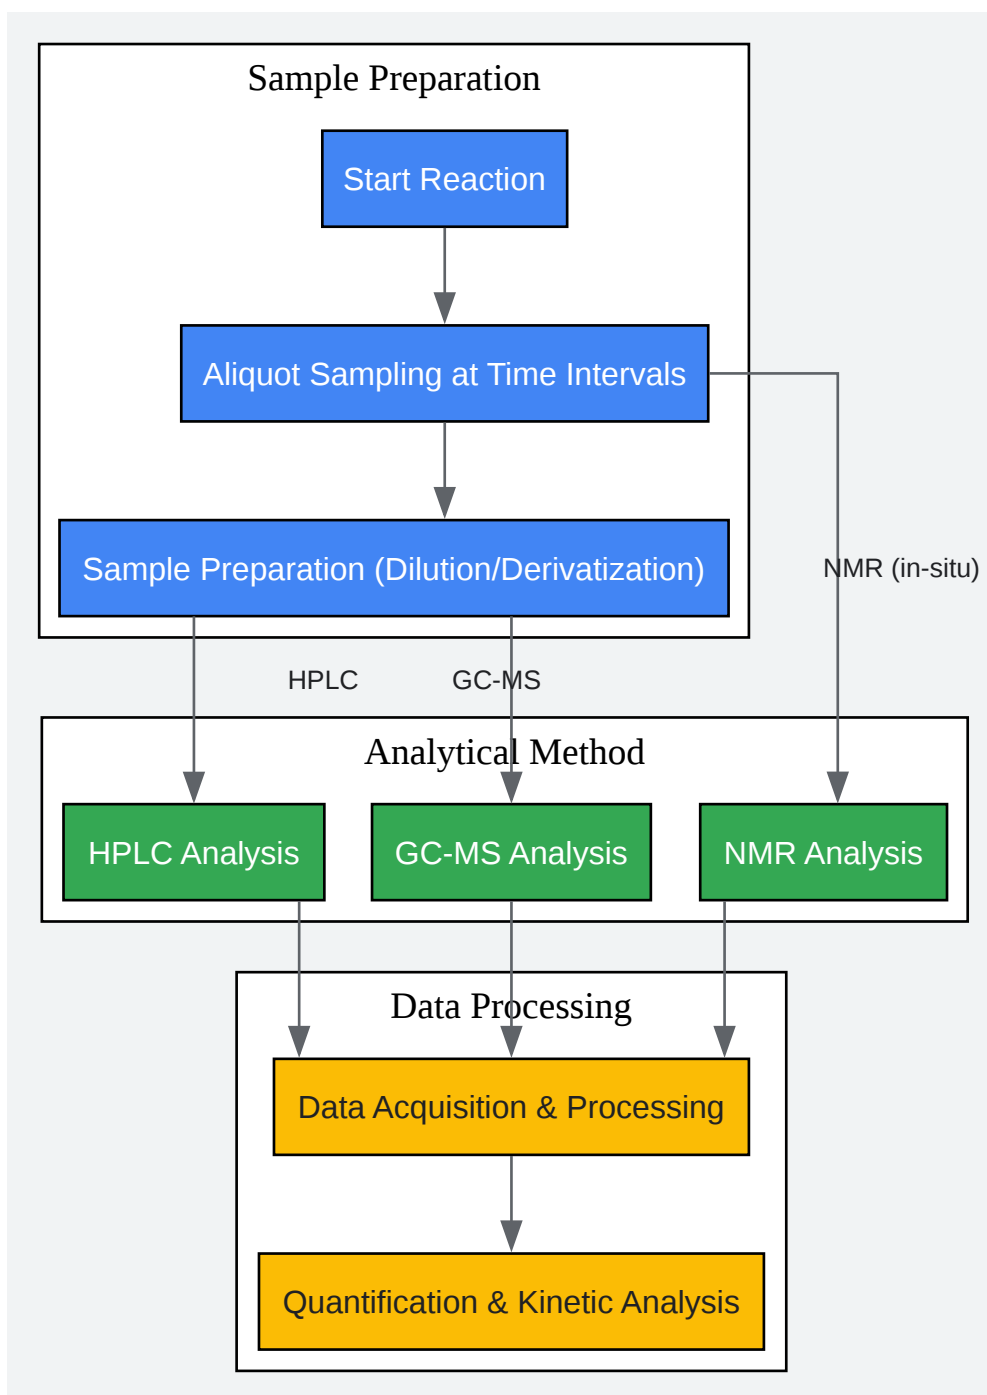 Sample Preparation
Start Reaction
Aliquot Sampling at Time Intervals
Sample Preparation (Dilution/Derivatization)
NMR (in-situ)
HPLC
GC-MS
Analytical Method
HPLC Analysis
GC-MS Analysis
NMR Analysis
Data Processing
Data Acquisition & Processing
Quantification & Kinetic Analysis